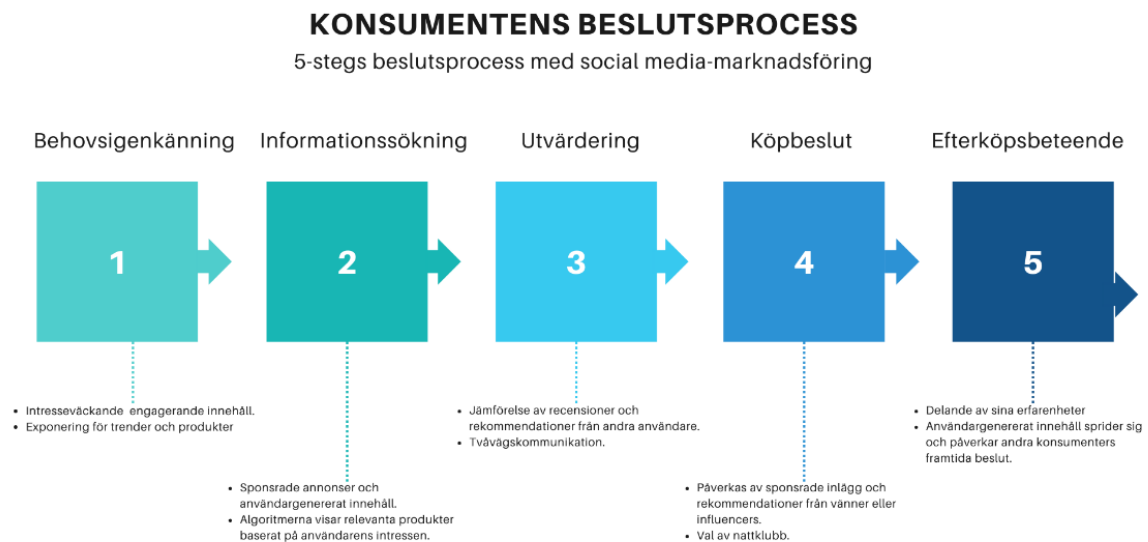 KONSUMENTENS BESLUTSPROCESS
5-stegs beslutsprocess med social media-marknadsföring
Behovsigenkänning
Informationssökning
Utvärdering
Köpbeslut
Efterköpsbeteende
1
2
3
4
5
• Intresseväckande engagerande innehåll.
• Exponering för trender och produkter
• Sponsrade annonser och
användargenererat innehåll.
• Algoritmerna visar relevanta produkter
baserat på användarens intressen.
• Jämförelse av recensioner och
rekommendationer från andra användare.
• Tvåvägskommunikation.
• Påverkas av sponsrade inlägg och
rekommendationer från vänner eller
influencers.
• Val av nattklubb.
• Delande av sina erfarenheter
• Användargenererat innehåll sprider sig
och påverkar andra konsumenters
framtida beslut.